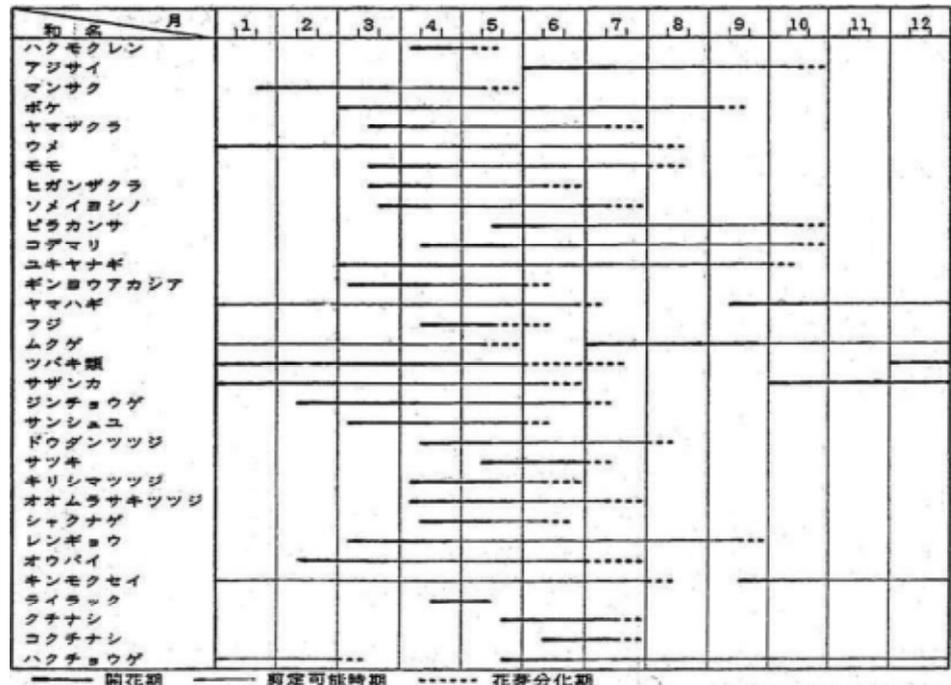 月
和名
1 2 3 4 5 6 7 8 9 10 11 12
ハクモクレン
アジサイ
マンサク
ボケ
ヤマザクラ
ウメ
モモ
ヒガンザクラ
ソメイヨシノ
ピラカンサ
コデマリ
ユキヤナギ
ギンヨウアカシア
ヤマハギ
フジ
ムクゲ
ツバキ類
サザンカ
ジンチョウゲ
サンシュユ
ドウダンツツジ
サツキ
キリシマツツジ
オオムラサキツツジ
シャクナゲ
レンギョウ
オウバイ
キンモクセイ
ライラック
クチナシ
コクチナシ
ハクチョウゲ
開花期 剪定可能時期 花芽分化期